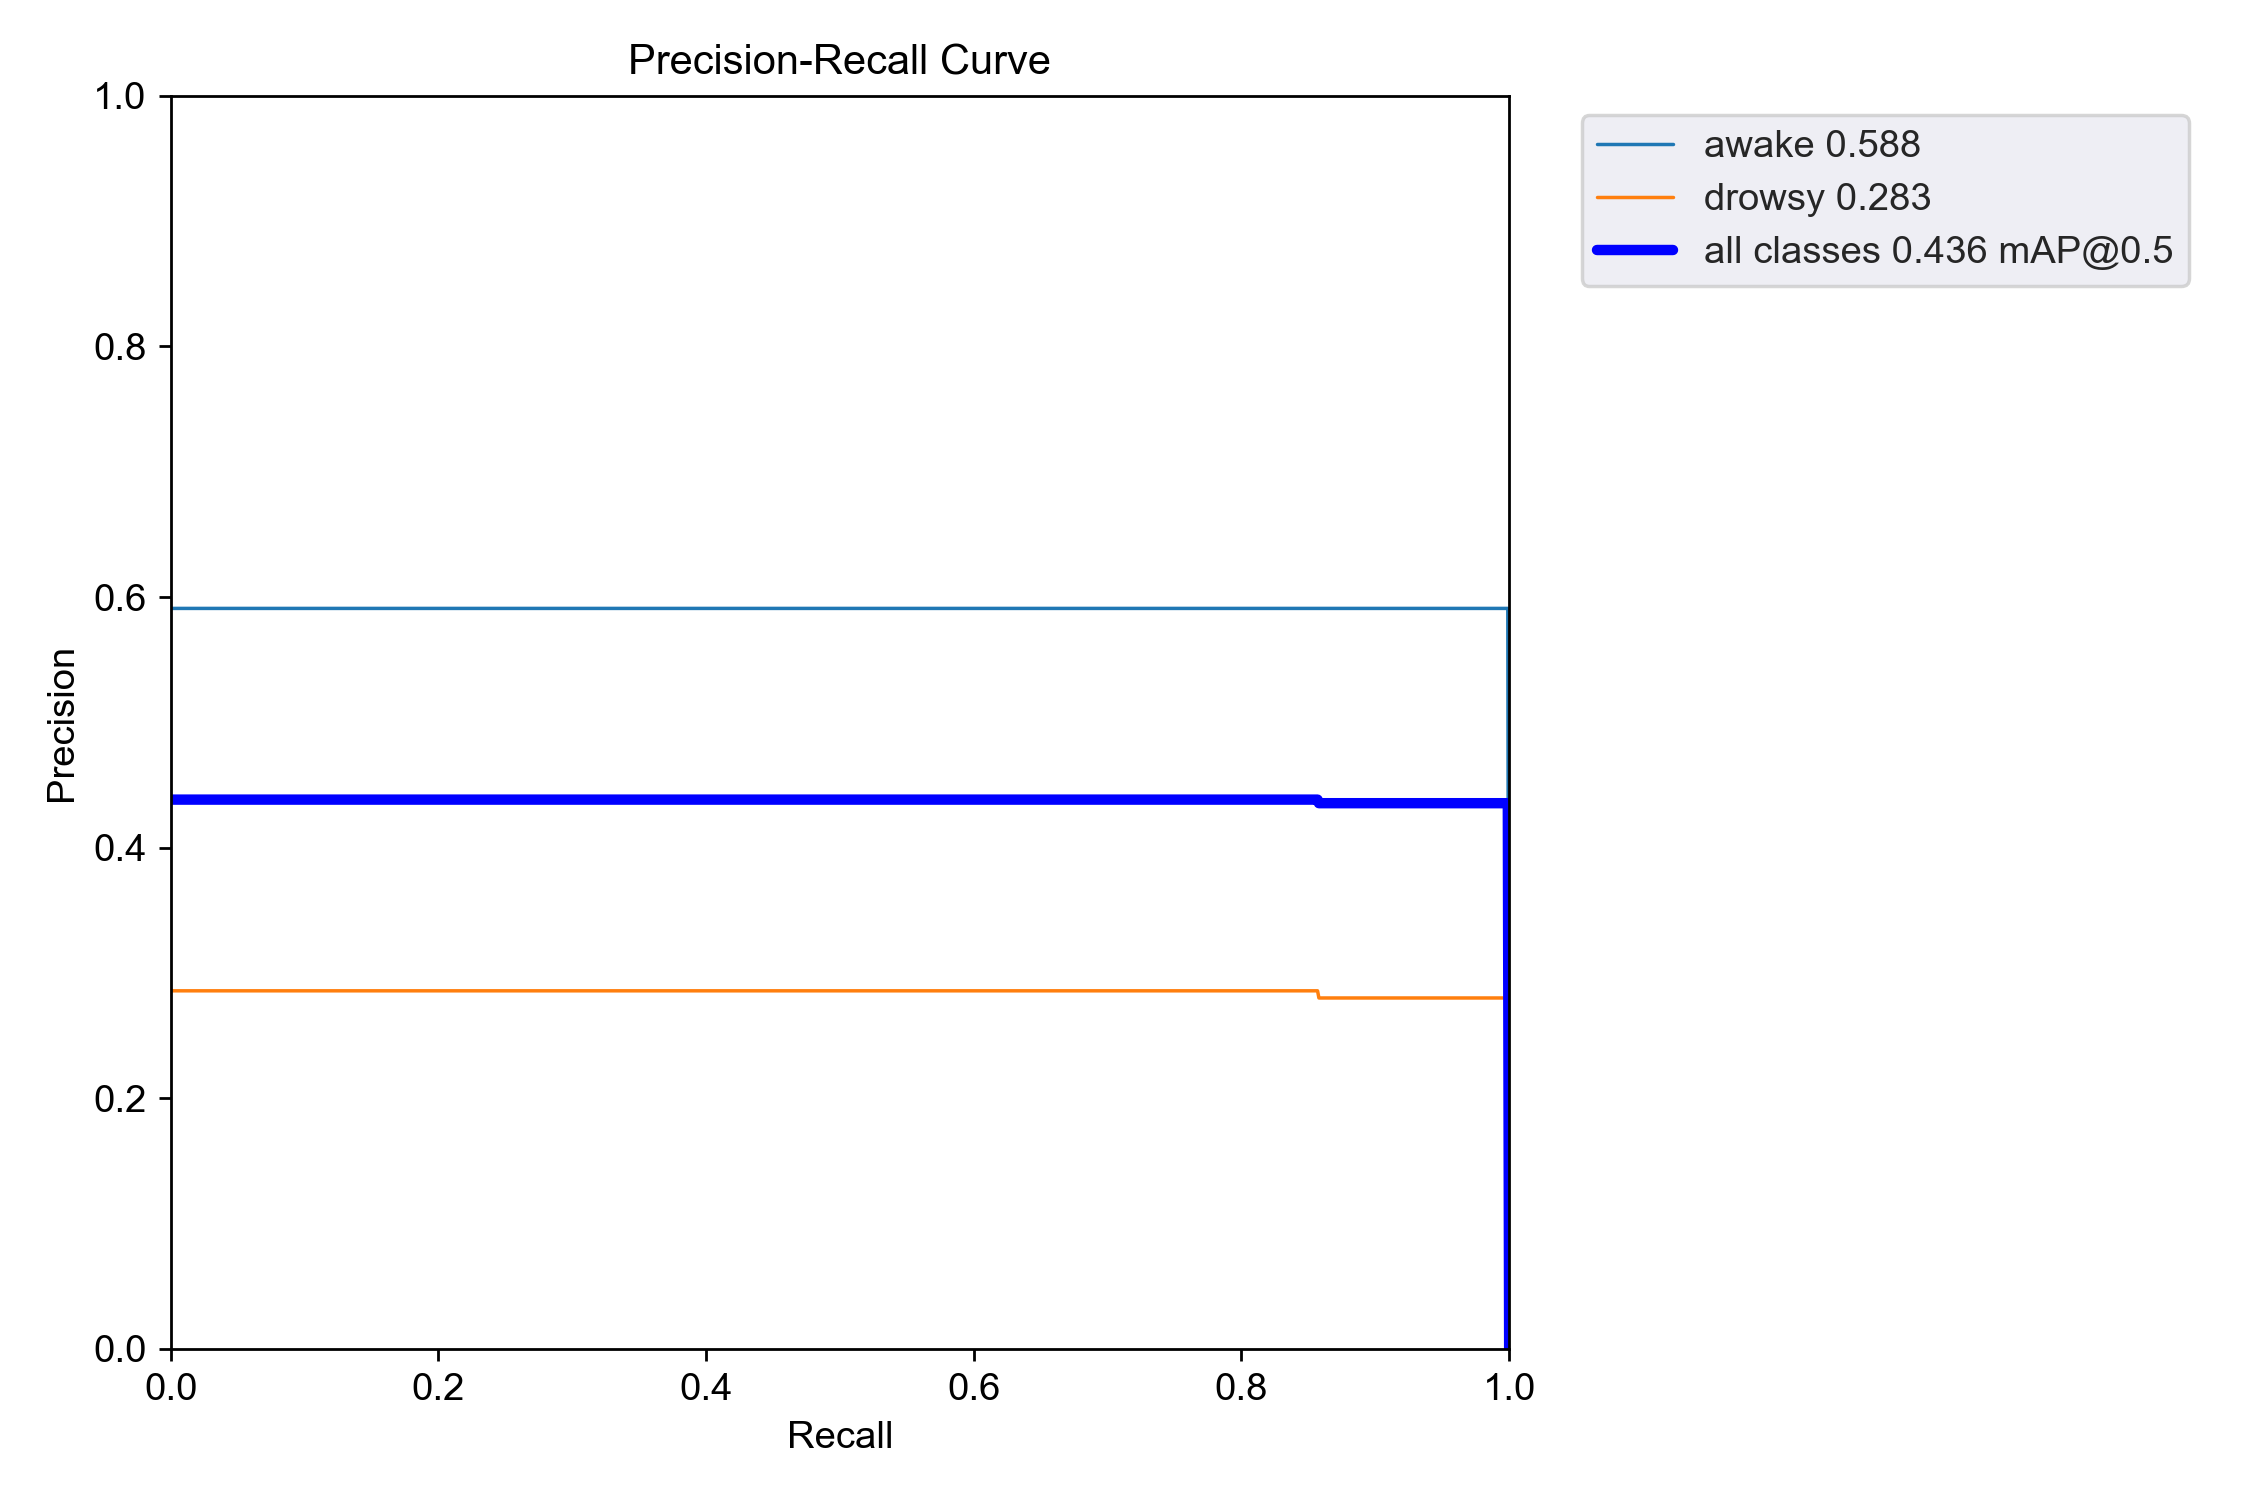 Precision-Recall Curve
awake 0.588
drowsy 0.283
all classes 0.436 mAP@0.5
Precision
1.0
0.8
0.6
0.4
0.2
0.0
0.0 0.2 0.4 0.6 0.8 1.0
Recall